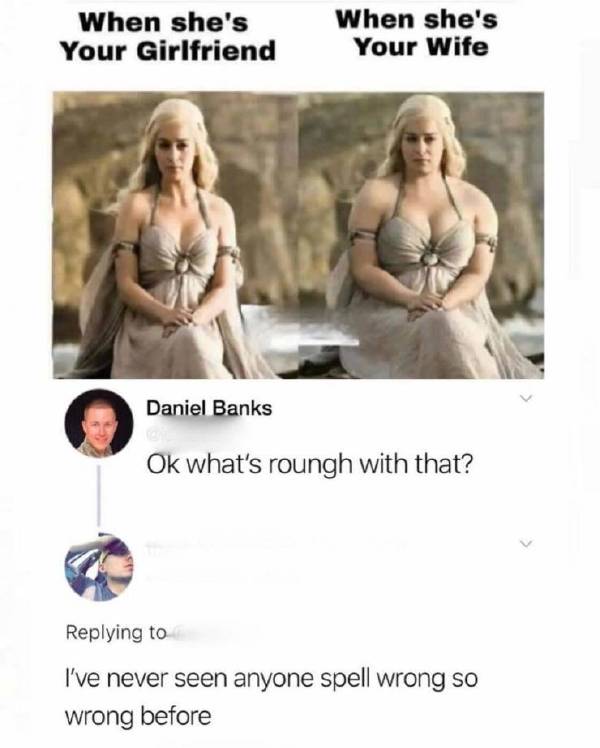 When she's
Your Girlfriend
When she's
Your Wife
Daniel Banks
Ok what's roungh with that?
Replying to
I've never seen anyone spell wrong so
wrong before